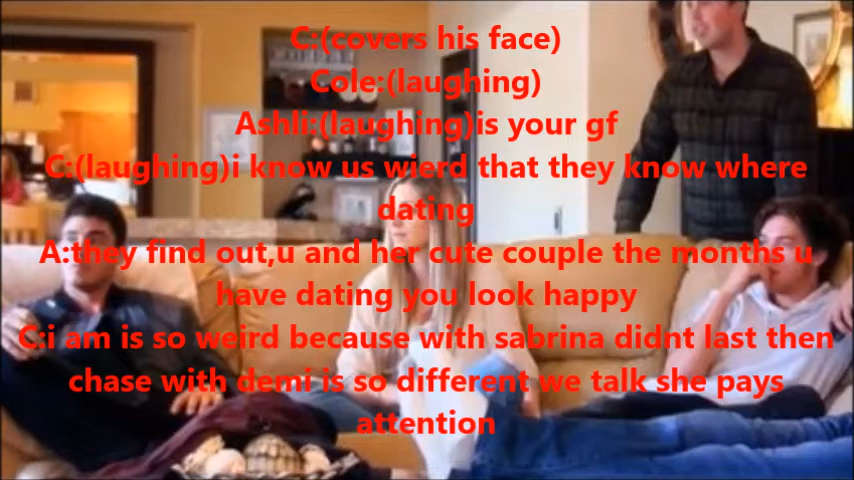 C:(covers his face)
Cole:(laughing)
Ashli:(laughing)is your gf
C:(laughing)i know us wierd that they know where
dating
A:they find out,u and her cute couple the months u
have dating you look happy
C:i am is so weird because with sabrina didnt last then
chase with demi is so different we talk she pays
attention